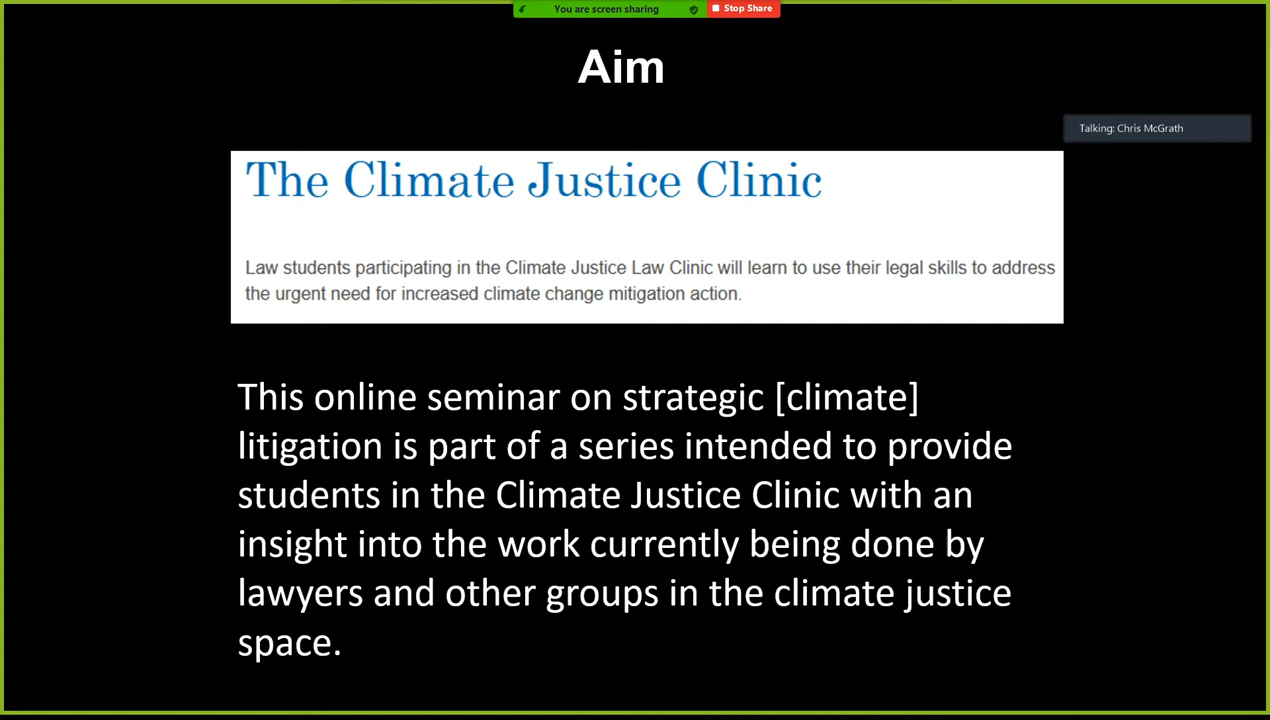 You are screen sharing
Stop Share
Aim
Talking: Chris McGrath
The Climate Justice Clinic
Law students participating in the Climate Justice Law Clinic will learn to use their legal skills to address
the urgent need for increased climate change mitigation action.
This online seminar on strategic [climate]
litigation is part of a series intended to provide
students in the Climate Justice Clinic with an
insight into the work currently being done by
lawyers and other groups in the climate justice
space.